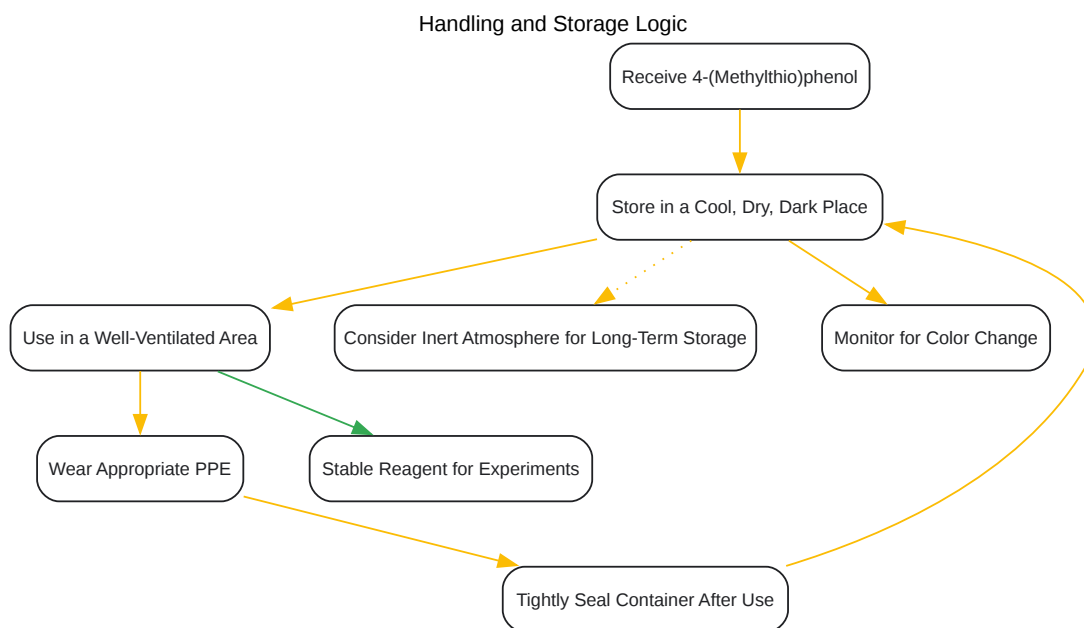 Handling and Storage Logic
Receive 4-(Methylthio)phenol
Store in a Cool, Dry, Dark Place
Use in a Well-Ventilated Area
Consider Inert Atmosphere for Long-Term Storage
Monitor for Color Change
Wear Appropriate PPE
Stable Reagent for Experiments
Tightly Seal Container After Use